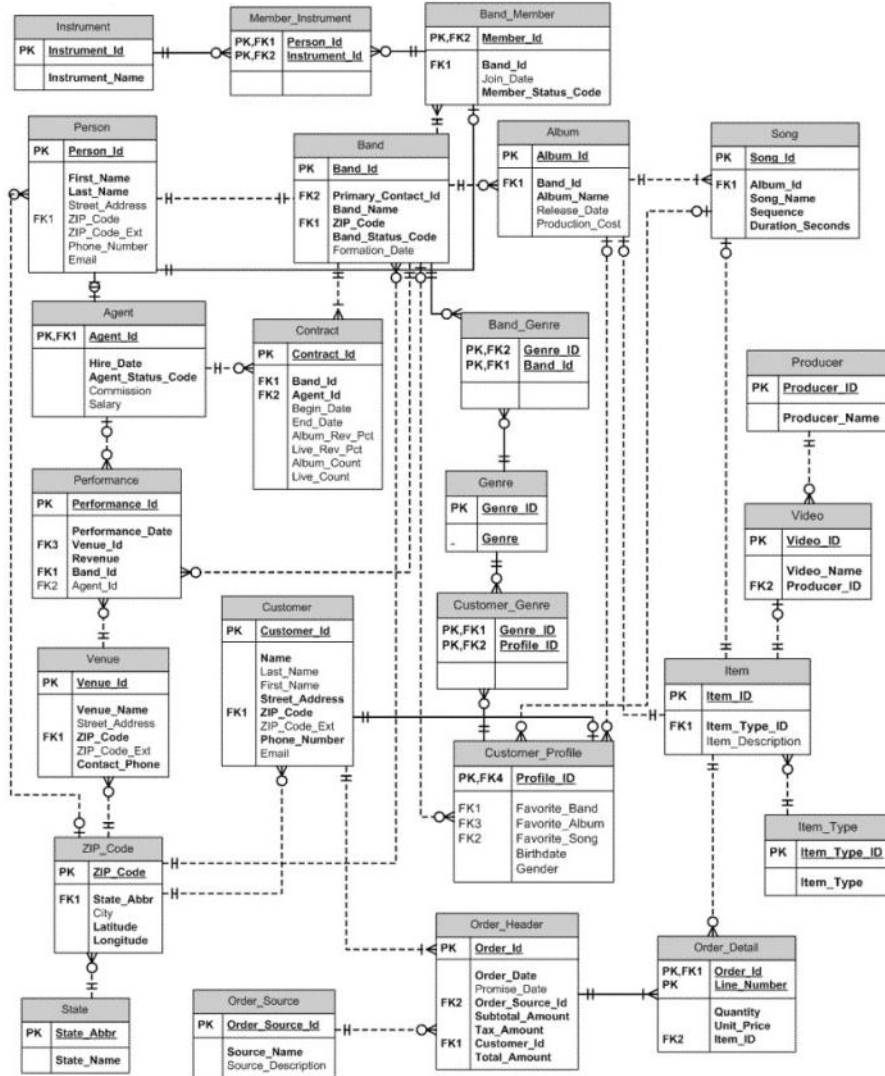 Instrument
PK Instrument_Id
Instrument_Name
Member_Instrument
PK,FK1 Person_Id
PK,FK2 Instrument_Id
Band_Member
PK,FK2 Member_Id
FK1 Band_Id
Join_Date
Member_Status_Code
Person
PK Person_Id
First_Name
Last_Name
Street_Address
FK1 ZIP_Code
ZIP_Code_Ext
Phone_Number
Email
Band
PK Band_Id
FK2 Primary_Contact_Id
Band_Name
FK1 ZIP_Code
Band_Status_Code
Formation_Date
Album
PK Album_Id
FK1 Band_Id
Album_Name
Release_Date
Production_Cost
Song
PK Song_Id
FK1 Album_Id
Song_Name
Sequence
Duration_Seconds
Agent
PK,FK1 Agent_Id
Hire_Date
Agent_Status_Code
Commission
Salary
Contract
PK Contract_Id
FK1 Band_Id
FK2 Agent_Id
Begin_Date
End_Date
Album_Rev_Pct
Live_Rev_Pct
Album_Count
Live_Count
Band_Genre
PK,FK2 Genre_ID
PK,FK1 Band_Id
Producer
PK Producer_ID
Producer_Name
Performance
PK Performance_Id
Performance_Date
FK3 Venue_Id
Revenue
FK1 Band_Id
FK2 Agent_Id
Genre
PK Genre_ID
_ Genre
Video
PK Video_ID
Video_Name
FK2 Producer_ID
Customer
PK Customer_Id
Name
Last_Name
First_Name
Street_Address
FK1 ZIP_Code
ZIP_Code_Ext
Phone_Number
Email
Customer_Genre
PK,FK1 Genre_ID
PK,FK2 Profile_ID
Venue
PK Venue_Id
Venue_Name
Street_Address
FK1 ZIP_Code
ZIP_Code_Ext
Contact_Phone
Item
PK Item_ID
FK1 Item_Type_ID
Item_Description
Customer_Profile
PK,FK4 Profile_ID
FK1 Favorite_Band
FK3 Favorite_Album
FK2 Favorite_Song
Birthdate
Gender
Item_Type
PK Item_Type_ID
Item_Type
ZIP_Code
PK ZIP_Code
FK1 State_Abbr
City
Latitude
Longitude
Order_Header
PK Order_Id
Order_Date
Promise_Date
FK2 Order_Source_Id
Subtotal_Amount
Tax_Amount
FK1 Customer_Id
Total_Amount
Order_Detail
PK,FK1 Order_Id
PK Line_Number
Quantity
Unit_Price
FK2 Item_ID
State
PK State_Abbr
State_Name
Order_Source
PK Order_Source_Id
Source_Name
Source_Description